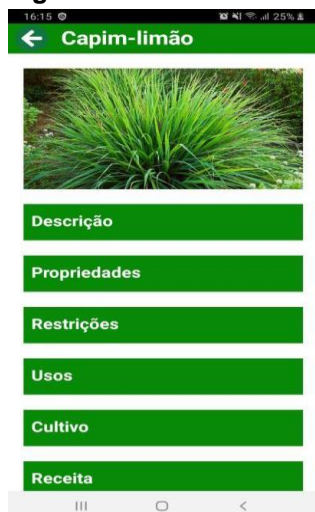 16:15 25%
Capim-limão
Descrição
Propriedades
Restrições
Usos
Cultivo
Receita